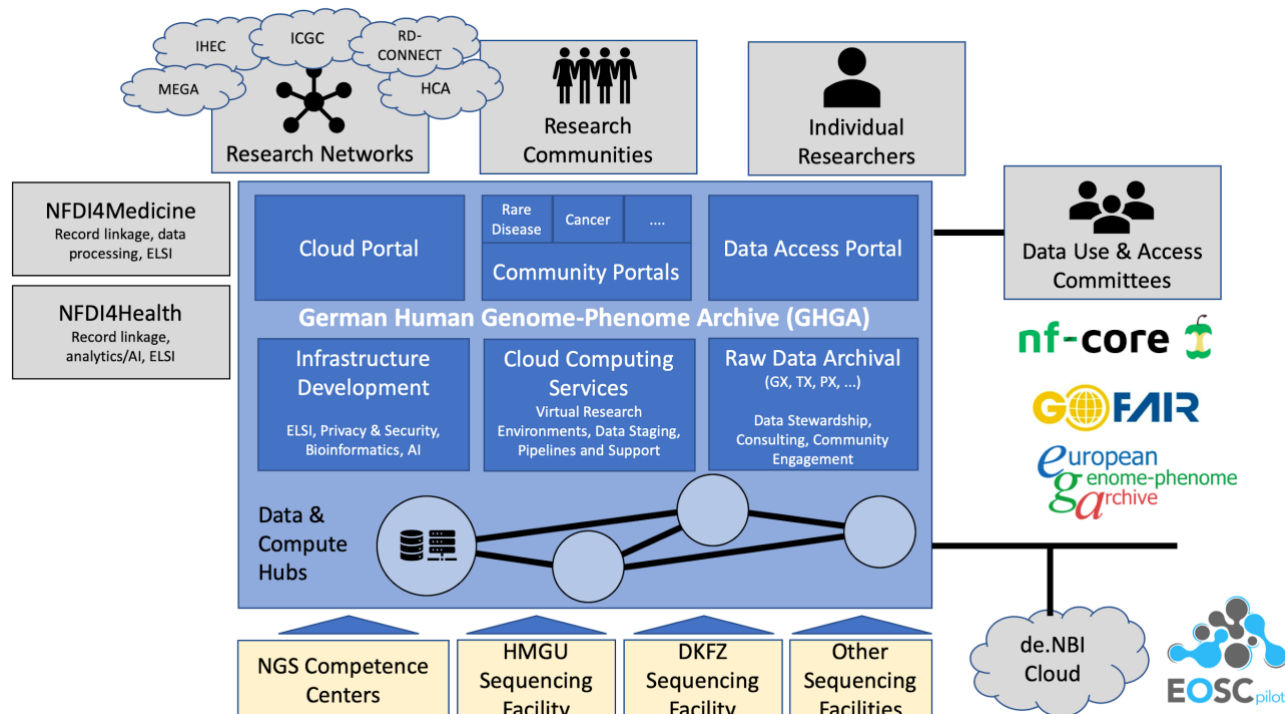 IHEC
ICGC
RD-
CONNECT
MEGA
HCA
Research Networks
Research
Communities
Individual
Researchers
NFDI4Medicine
Record linkage, data
processing, ELSI
NFDI4Health
Record linkage,
analytics/AI, ELSI
Cloud Portal
Rare
Disease
Cancer
....
Community Portals
Data Access Portal
Data Use & Access
Committees
German Human Genome-Phenome Archive (GHGA)
Infrastructure
Development
ELSI, Privacy & Security,
Bioinformatics, AI
Cloud Computing
Services
Virtual Research
Environments, Data Staging,
Pipelines and Support
Raw Data Archival
(GX, TX, PX, ...)
Data Stewardship,
Consulting, Community
Engagement
nf-core
GO FAIR
european
genome-phenome
archive
Data &
Compute
Hubs
NGS Competence
Centers
HMGU
Sequencing
Facility
DKFZ
Sequencing
Facility
Other
Sequencing
Facilities
de.NBI
Cloud
EOSCpilot